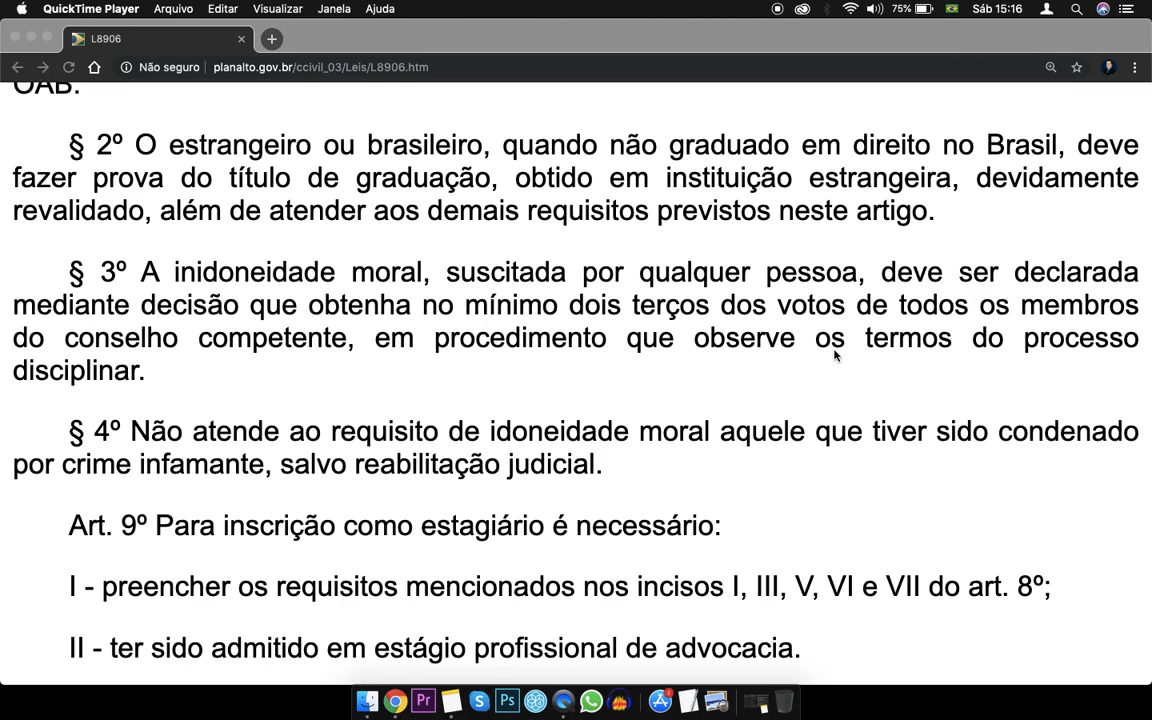 QuickTime Player Arquivo Editar Visualizar Janela Ajuda 75% Sáb 15:16
L8906
Não seguro planalto.gov.br/ccivil_03/Leis/L8906.htm
OAB.
§ 2º O estrangeiro ou brasileiro, quando não graduado em direito no Brasil, deve
fazer prova do título de graduação, obtido em instituição estrangeira, devidamente
revalidado, além de atender aos demais requisitos previstos neste artigo.
§ 3º A inidoneidade moral, suscitada por qualquer pessoa, deve ser declarada
mediante decisão que obtenha no mínimo dois terços dos votos de todos os membros
do conselho competente, em procedimento que observe os termos do processo
disciplinar.
§ 4º Não atende ao requisito de idoneidade moral aquele que tiver sido condenado
por crime infamante, salvo reabilitação judicial.
Art. 9º Para inscrição como estagiário é necessário:
I - preencher os requisitos mencionados nos incisos I, III, V, VI e VII do art. 8º;
II - ter sido admitido em estágio profissional de advocacia.
Pr Ps